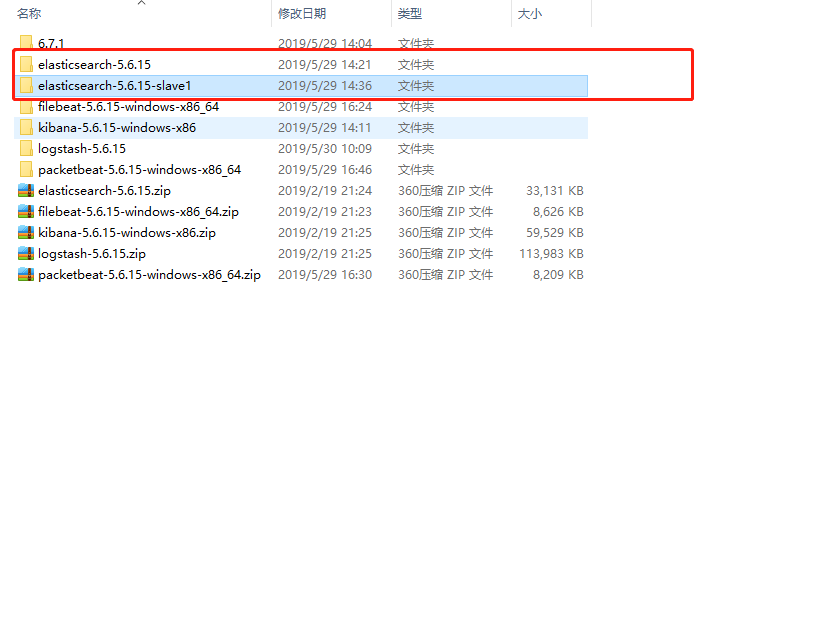 名称 修改日期 类型 大小
6.7.1 2019/5/29 14:04 文件夹
elasticsearch-5.6.15 2019/5/29 14:21 文件夹
elasticsearch-5.6.15-slave1 2019/5/29 14:36 文件夹
filebeat-5.6.15-windows-x86_64 2019/5/29 16:24 文件夹
kibana-5.6.15-windows-x86 2019/5/29 14:11 文件夹
logstash-5.6.15 2019/5/30 10:09 文件夹
packetbeat-5.6.15-windows-x86_64 2019/5/29 16:46 文件夹
elasticsearch-5.6.15.zip 2019/2/19 21:24 360压缩 ZIP 文件 33,131 KB
filebeat-5.6.15-windows-x86_64.zip 2019/2/19 21:23 360压缩 ZIP 文件 8,626 KB
kibana-5.6.15-windows-x86.zip 2019/2/19 21:25 360压缩 ZIP 文件 59,529 KB
logstash-5.6.15.zip 2019/2/19 21:25 360压缩 ZIP 文件 113,983 KB
packetbeat-5.6.15-windows-x86_64.zip 2019/5/29 16:30 360压缩 ZIP 文件 8,209 KB